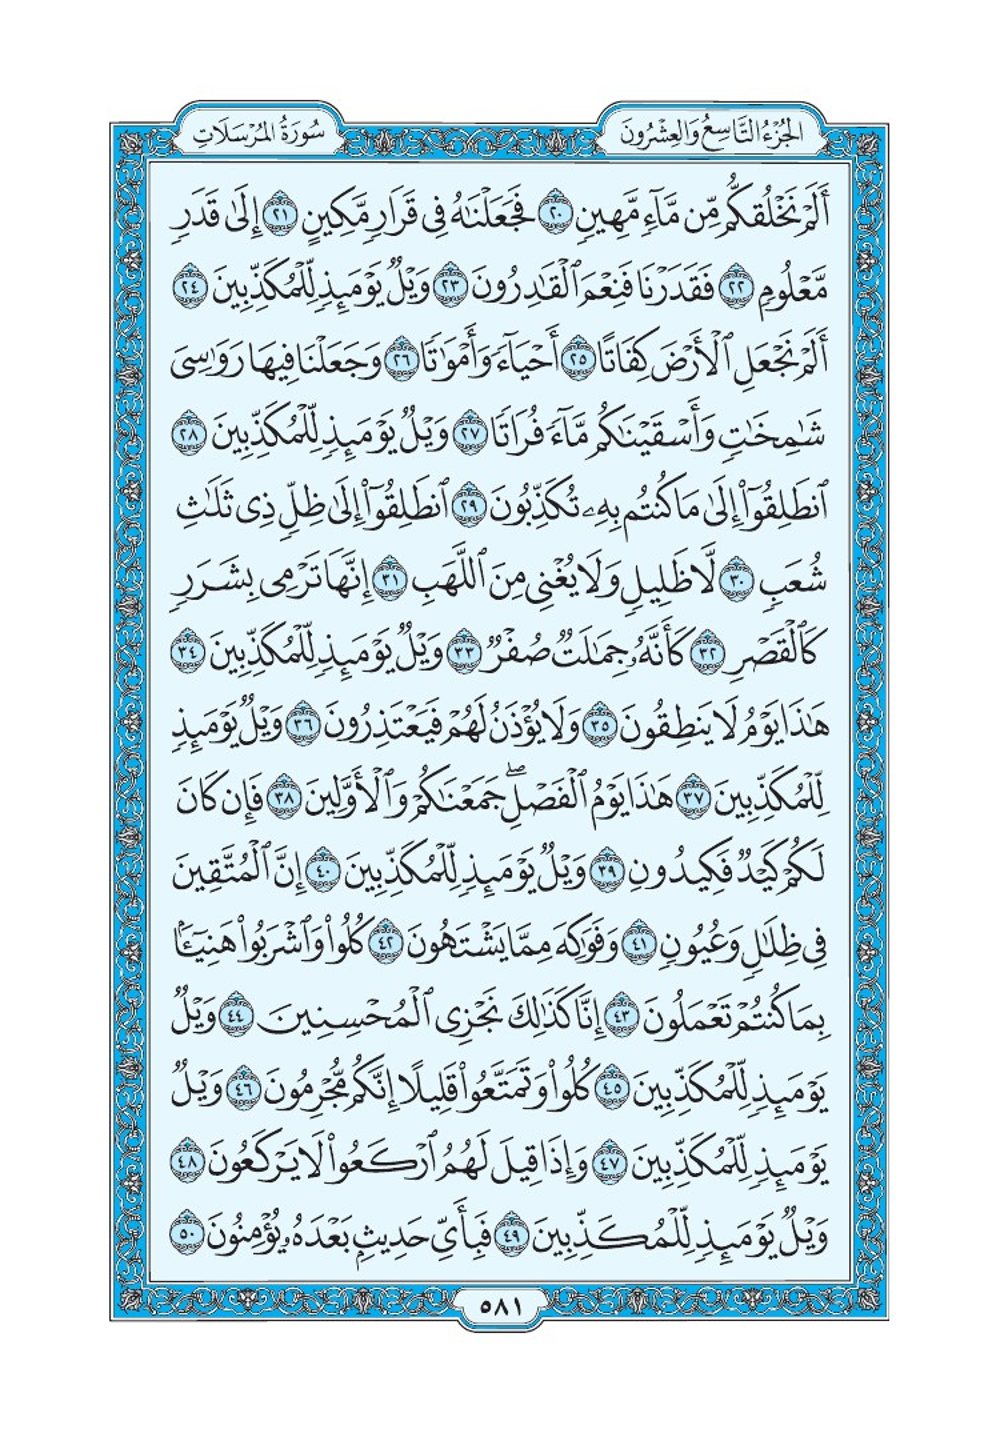 الجُزْءُ التَّاسِعُ وَالعِشْرُونَ
سُورَةُ المُرْسَلَاتِ
أَلَمْ نَخْلُقكُّم مِّن مَّآءٍ مَّهِينٍ ٢٠ فَجَعَلْنَٰهُ فِى قَرَارٍ مَّكِينٍ ٢١ إِلَىٰ قَدَرٍ
مَّعْلُومٍ ٢٢ فَقَدَرْنَا فَنِعْمَ ٱلْقَٰدِرُونَ ٢٣ وَيْلٌ يَوْمَئِذٍ لِّلْمُكَذِّبِينَ ٢٤
أَلَمْ نَجْعَلِ ٱلْأَرْضَ كِفَاتًا ٢٥ أَحْيَآءً وَأَمْوَٰتًا ٢٦ وَجَعَلْنَا فِيهَا رَوَٰسِىَ
شَٰمِخَٰتٍ وَأَسْقَيْنَٰكُم مَّآءً فُرَاتًا ٢٧ وَيْلٌ يَوْمَئِذٍ لِّلْمُكَذِّبِينَ ٢٨
ٱنطَلِقُوٓا۟ إِلَىٰ مَا كُنتُم بِهِۦ تُكَذِّبُونَ ٢٩ ٱنطَلِقُوٓا۟ إِلَىٰ ظِلٍّ ذِى ثَلَٰثِ
شُعَبٍ ٣٠ لَّا ظَلِيلٍ وَلَا يُغْنِى مِنَ ٱللَّهَبِ ٣١ إِنَّهَا تَرْمِى بِشَرَرٍ
كَٱلْقَصْرِ ٣٢ كَأَنَّهُۥ جِمَٰلَتٌ صُفْرٌ ٣٣ وَيْلٌ يَوْمَئِذٍ لِّلْمُكَذِّبِينَ ٣٤
هَٰذَا يَوْمُ لَا يَنطِقُونَ ٣٥ وَلَا يُؤْذَنُ لَهُمْ فَيَعْتَذِرُونَ ٣٦ وَيْلٌ يَوْمَئِذٍ
لِّلْمُكَذِّبِينَ ٣٧ هَٰذَا يَوْمُ ٱلْفَصْلِ ۖ جَمَعْنَٰكُمْ وَٱلْأَوَّلِينَ ٣٨ فَإِن كَانَ
لَكُمْ كَيْدٌ فَكِيدُونِ ٣٩ وَيْلٌ يَوْمَئِذٍ لِّلْمُكَذِّبِينَ ٤٠ إِنَّ ٱلْمُتَّقِينَ
فِى ظِلَٰلٍ وَعُيُونٍ ٤١ وَفَوَٰكِهَ مِمَّا يَشْتَهُونَ ٤٢ كُلُوا۟ وَٱشْرَبُوا۟ هَنِيٓـًٔۢا
بِمَا كُنتُمْ تَعْمَلُونَ ٤٣ إِنَّا كَذَٰلِكَ نَجْزِى ٱلْمُحْسِنِينَ ٤٤ وَيْلٌ
يَوْمَئِذٍ لِّلْمُكَذِّبِينَ ٤٥ كُلُوا۟ وَتَمَتَّعُوا۟ قَلِيلًا إِنَّكُم مُّجْرِمُونَ ٤٦ وَيْلٌ
يَوْمَئِذٍ لِّلْمُكَذِّبِينَ ٤٧ وَإِذَا قِيلَ لَهُمُ ٱرْكَعُوا۟ لَا يَرْكَعُونَ ٤٨
وَيْلٌ يَوْمَئِذٍ لِّلْمُكَذِّبِينَ ٤٩ فَبِأَىِّ حَدِيثٍۭ بَعْدَهُۥ يُؤْمِنُونَ ٥٠
٥٨١